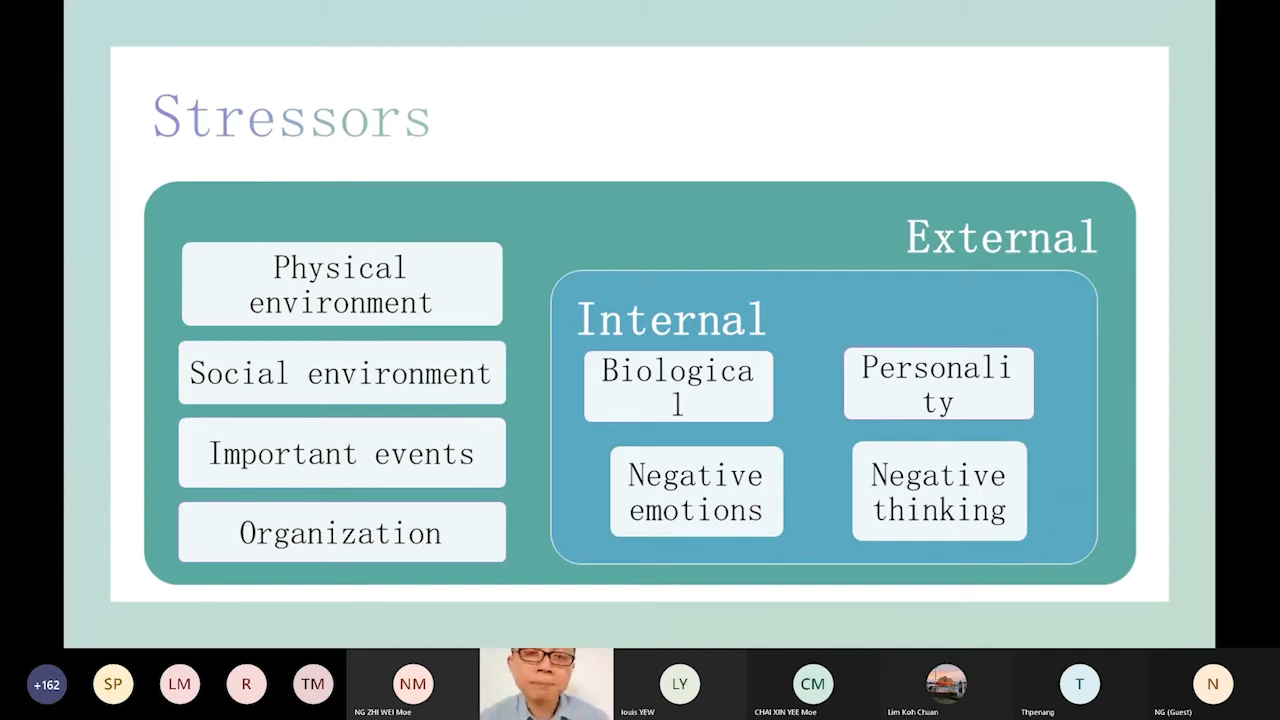 Stressors
External
Physical
environment
Social environment
Important events
Organization
Internal
Biologica
l
Personali
ty
Negative
emotions
Negative
thinking
+162
SP
LM
R
TM
NM
LY
CM
T
N
NG ZHI WEI Moe
louis YEW
CHAI XIN YEE Moe
Lim Koh Chuan
Thpenang
NG (Guest)